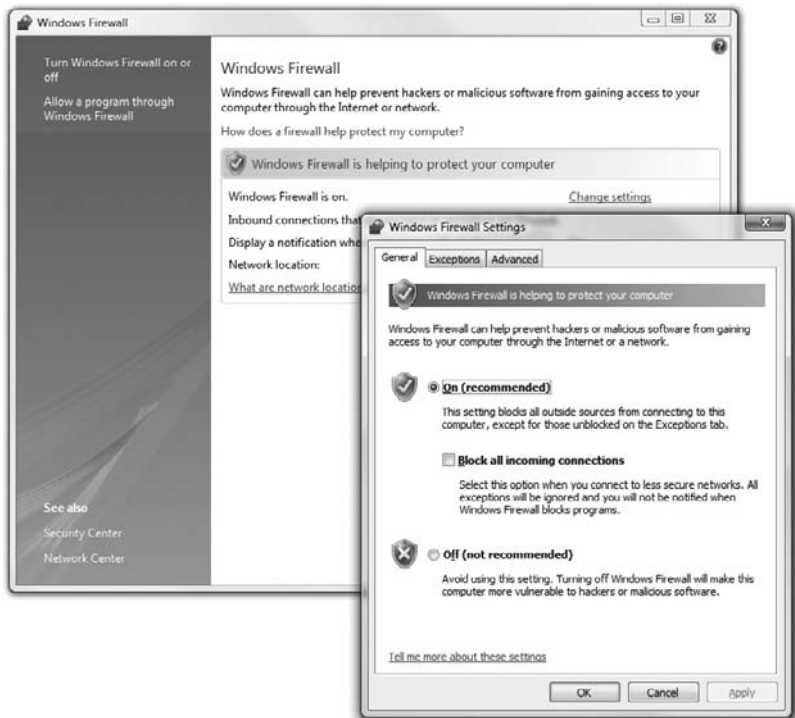 Windows Firewall
Turn Windows Firewall on or
off
Allow a program through
Windows Firewall
See also
Security Center
Network Center
Windows Firewall
Windows Firewall can help prevent hackers or malicious software from gaining access to your
computer through the Internet or network.
How does a firewall help protect my computer?
Windows Firewall is helping to protect your computer
Windows Firewall is on.
Change settings
Inbound connections that
Display a notification whe
Network location:
What are network location
Windows Firewall Settings
General
Exceptions
Advanced
Windows Firewall is helping to protect your computer
Windows Firewall can help prevent hackers or malicious software from gaining
access to your computer through the Internet or a network.
On (recommended)
This setting blocks all outside sources from connecting to this
computer, except for those unblocked on the Exceptions tab.
Block all incoming connections
Select this option when you connect to less secure networks. All
exceptions will be ignored and you will not be notified when
Windows Firewall blocks programs.
Off (not recommended)
Avoid using this setting. Turning off Windows Firewall will make this
computer more vulnerable to hackers or malicious software.
Tell me more about these settings
OK
Cancel
Apply